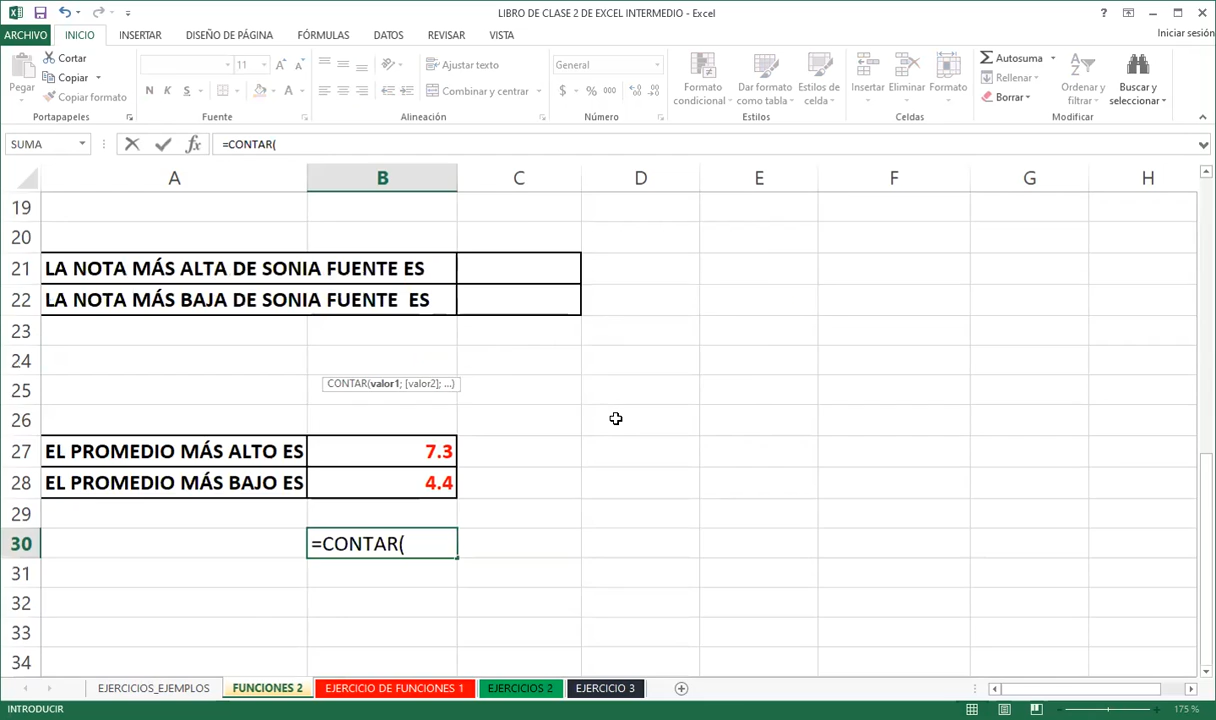 LIBRO DE CLASE 2 DE EXCEL INTERMEDIO - Excel
?
ARCHIVO INICIO INSERTAR DISEÑO DE PÁGINA FÓRMULAS DATOS REVISAR VISTA Iniciar sesión
Pegar
Cortar
Copiar
Copiar formato
Portapapeles
11 A A
N K S A
Fuente
Ajustar texto
Combinar y centrar
Alineación
General
$ % 000
Número
Formato condicional
Dar formato como tabla
Estilos de celda
Estilos
Insertar Eliminar Formato
Celdas
Autosuma
Rellenar
Borrar
Ordenar y filtrar
Buscar y seleccionar
Modificar
SUMA fx =CONTAR(
A B C D E F G H
19
20
21 LA NOTA MÁS ALTA DE SONIA FUENTE ES
22 LA NOTA MÁS BAJA DE SONIA FUENTE ES
23
24
25 CONTAR(valor1; [valor2]; ...)
26
27 EL PROMEDIO MÁS ALTO ES 7.3
28 EL PROMEDIO MÁS BAJO ES 4.4
29
30 =CONTAR(
31
32
33
34
EJERCICIOS_EJEMPLOS FUNCIONES 2 EJERCICIO DE FUNCIONES 1 EJERCICIOS 2 EJERCICIO 3
INTRODUCIR 175 %